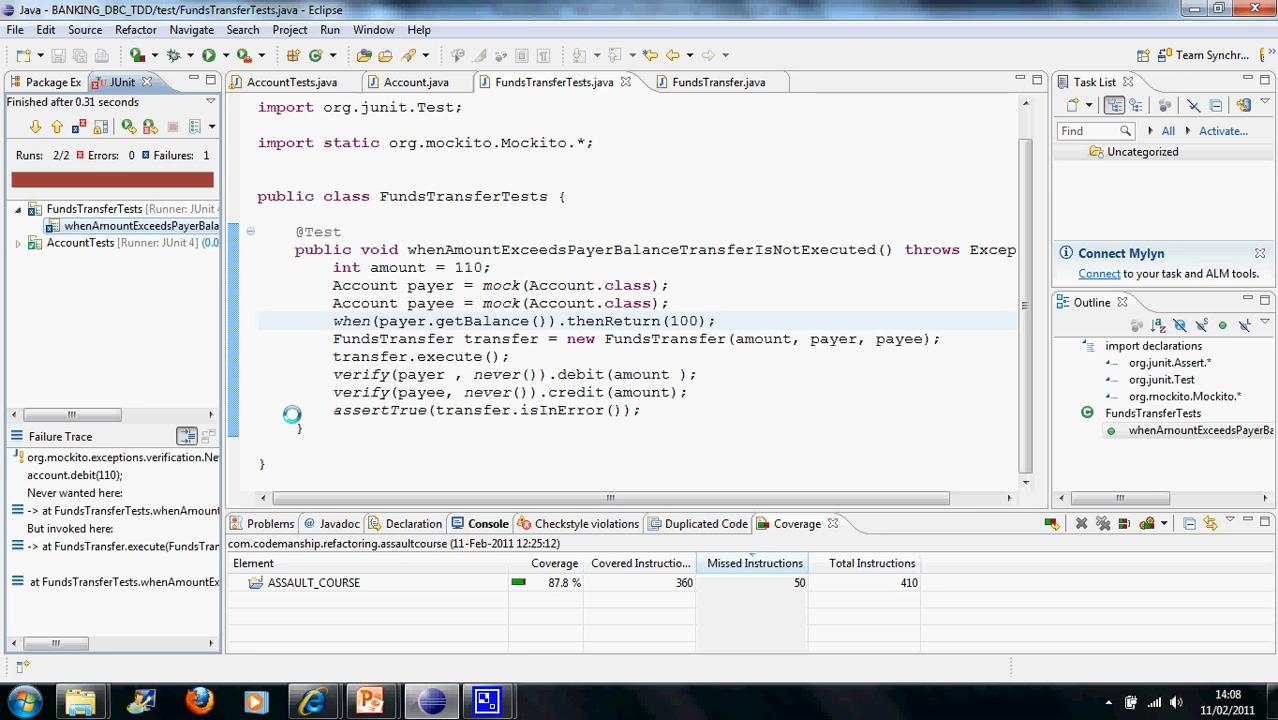 Java - BANKING_DBC_TDD/test/FundsTransferTests.java - Eclipse
File Edit Source Refactor Navigate Search Project Run Window Help
Team Synchr...
Package Ex JUnit
Finished after 0.31 seconds
Runs: 2/2 Errors: 0 Failures: 1
FundsTransferTests [Runner: JUnit 4]
whenAmountExceedsPayerBala
AccountTests [Runner: JUnit 4] (0.0
Failure Trace
org.mockito.exceptions.verification.Ne
account.debit(110);
Never wanted here:
-> at FundsTransferTests.whenAmount
But invoked here:
-> at FundsTransfer.execute(FundsTran
at FundsTransferTests.whenAmountEx
AccountTests.java Account.java FundsTransferTests.java FundsTransfer.java
import org.junit.Test;
import static org.mockito.Mockito.*;
public class FundsTransferTests {
@Test
public void whenAmountExceedsPayerBalanceTransferIsNotExecuted() throws Excep
int amount = 110;
Account payer = mock(Account.class);
Account payee = mock(Account.class);
when(payer.getBalance()).thenReturn(100);
FundsTransfer transfer = new FundsTransfer(amount, payer, payee);
transfer.execute();
verify(payer , never()).debit(amount );
verify(payee, never()).credit(amount);
assertTrue(transfer.isInError());
}
}
Task List
Find All Activate...
Uncategorized
Connect Mylyn
Connect to your task and ALM tools.
Outline
import declarations
org.junit.Assert.*
org.junit.Test
org.mockito.Mockito.*
FundsTransferTests
whenAmountExceedsPayerBa
Problems Javadoc Declaration Console Checkstyle violations Duplicated Code Coverage
com.codemanship.refactoring.assaultcourse (11-Feb-2011 12:25:12)
Element Coverage Covered Instructio... Missed Instructions Total Instructions
ASSAULT_COURSE 87.8 % 360 50 410
14:08
11/02/2011